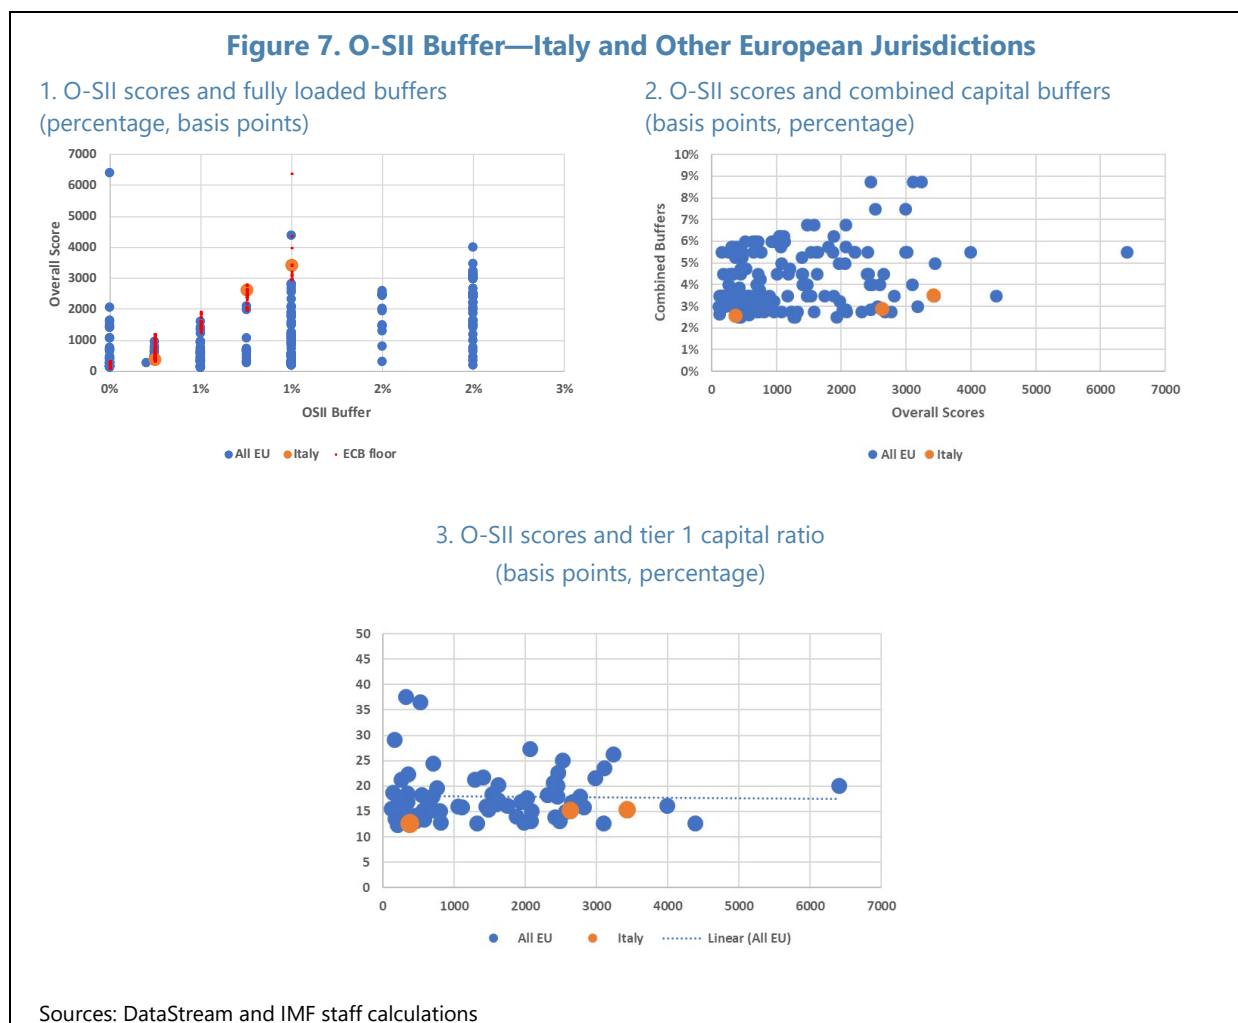 Figure 7. O-SII Buffer—Italy and Other European Jurisdictions
1. O-SII scores and fully loaded buffers
(percentage, basis points)
7000
6000
5000
4000
3000
2000
1000
0
Overall Score
0% 1% 1% 2% 2% 3%
OSII Buffer
All EU Italy ECB floor
2. O-SII scores and combined capital buffers
(basis points, percentage)
10%
9%
8%
7%
6%
5%
4%
3%
2%
1%
0%
Combined Buffers
0 1000 2000 3000 4000 5000 6000 7000
Overall Scores
All EU Italy
3. O-SII scores and tier 1 capital ratio
(basis points, percentage)
50
45
40
35
30
25
20
15
10
5
0
0 1000 2000 3000 4000 5000 6000 7000
All EU Italy Linear (All EU)
Sources: DataStream and IMF staff calculations